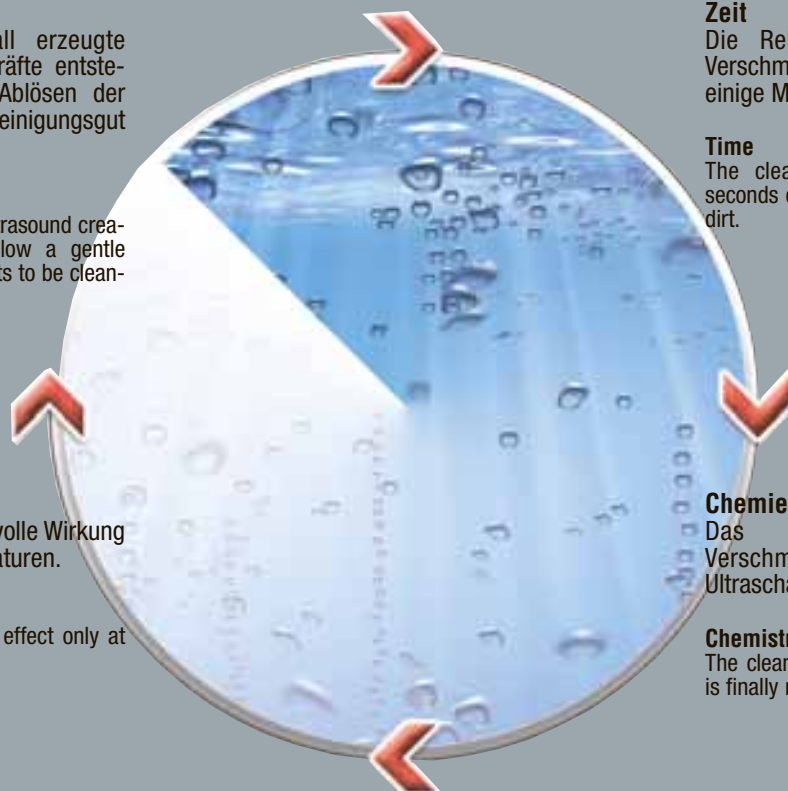 all erzeugte
räfte entste-
Ablösen der
einigungsgut
trasound crea-
low a gentle
ts to be clean-
volle Wirkung
aturen.
effect only at
Zeit
Die Re
Verschm
einige M
Time
The clea
seconds
dirt.
Chemie
Das
Verschm
Ultrascha
Chemistr
The clean
is finally